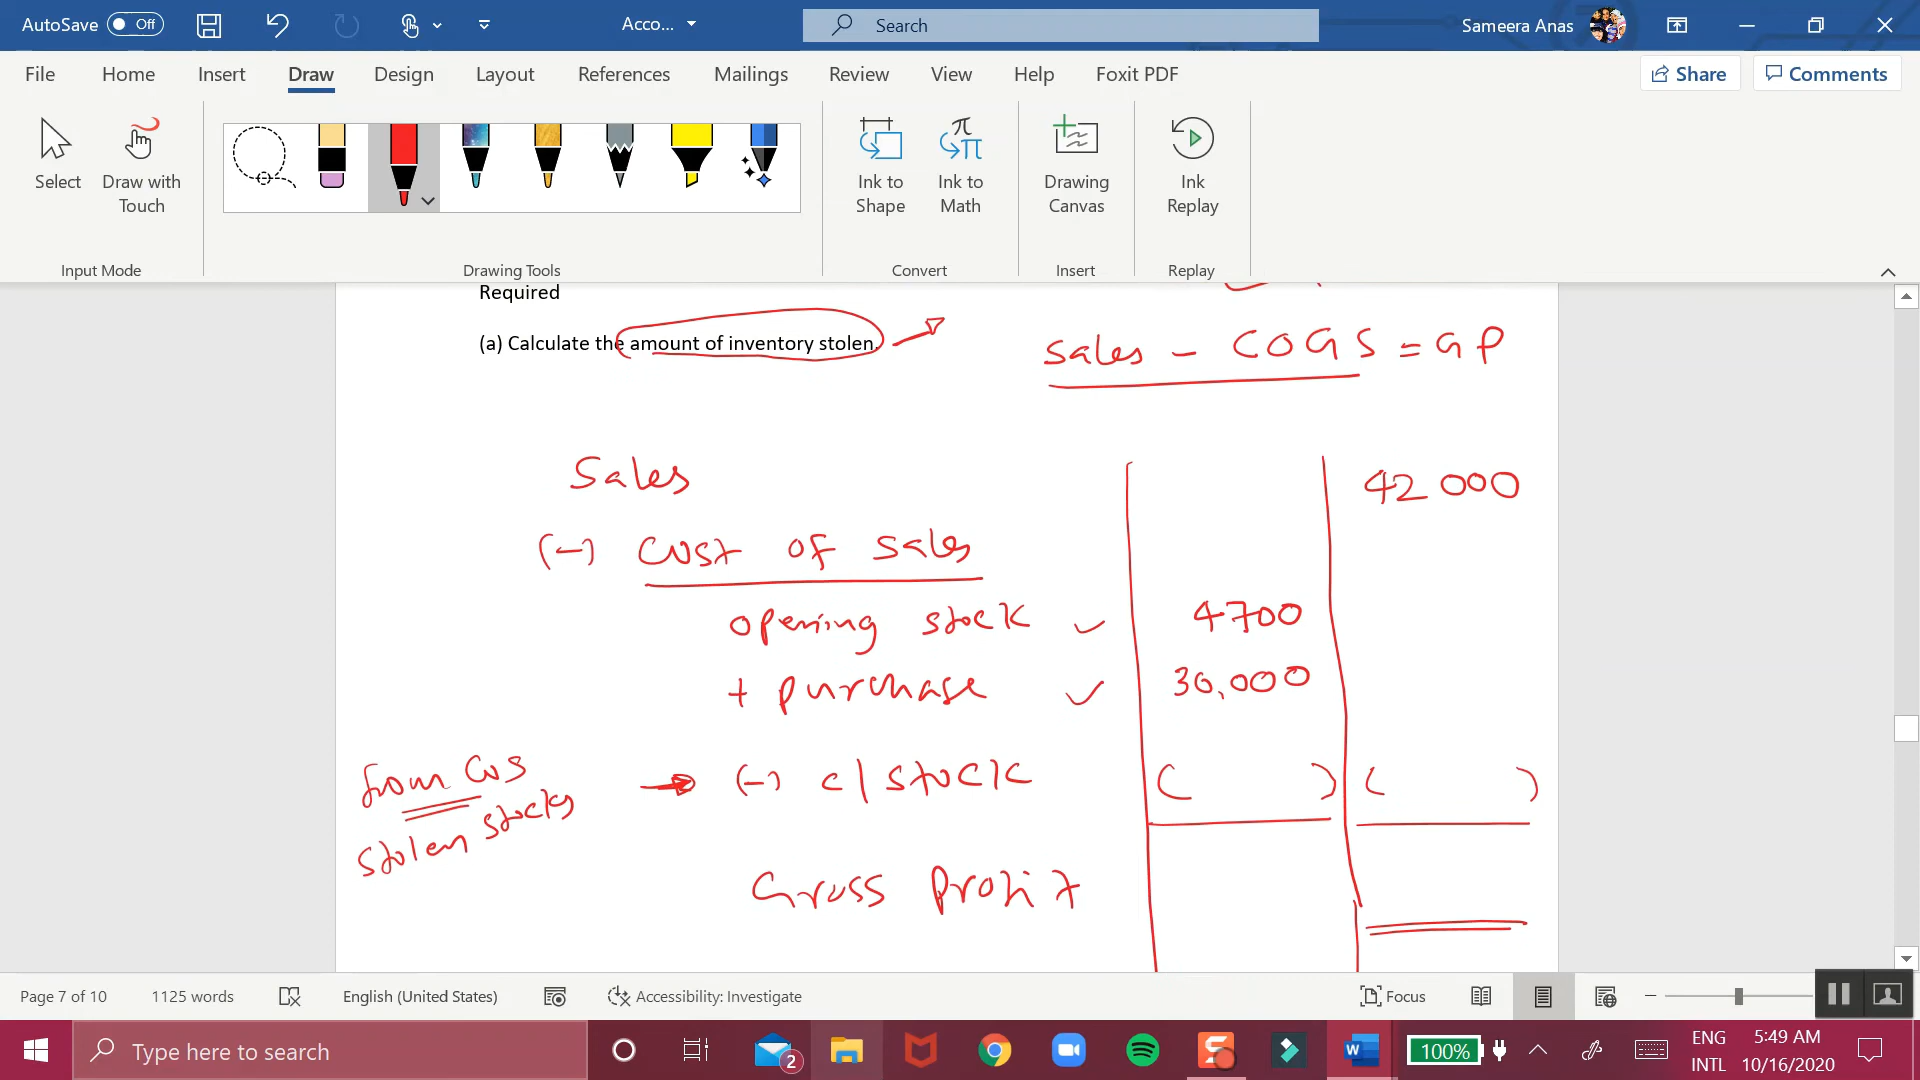 AutoSave Off Acco... Search Sameera Anas
File Home Insert Draw Design Layout References Mailings Review View Help Foxit PDF Share Comments
Select Draw with Touch Ink to Shape Ink to Math Drawing Canvas Ink Replay
Input Mode Drawing Tools Convert Insert Replay
Required
(a) Calculate the amount of inventory stolen.
Sales - COGS = GP
Sales 42 000
(-) Cost of sales
opening stock ✓ 4700
+ purchase ✓ 30,000
from Cos
stolen stocks
(-) cl stock ( ) ( )
Gross Profit
Page 7 of 10 1125 words English (United States) Accessibility: Investigate Focus
Type here to search 2 100% ENG INTL 5:49 AM 10/16/2020